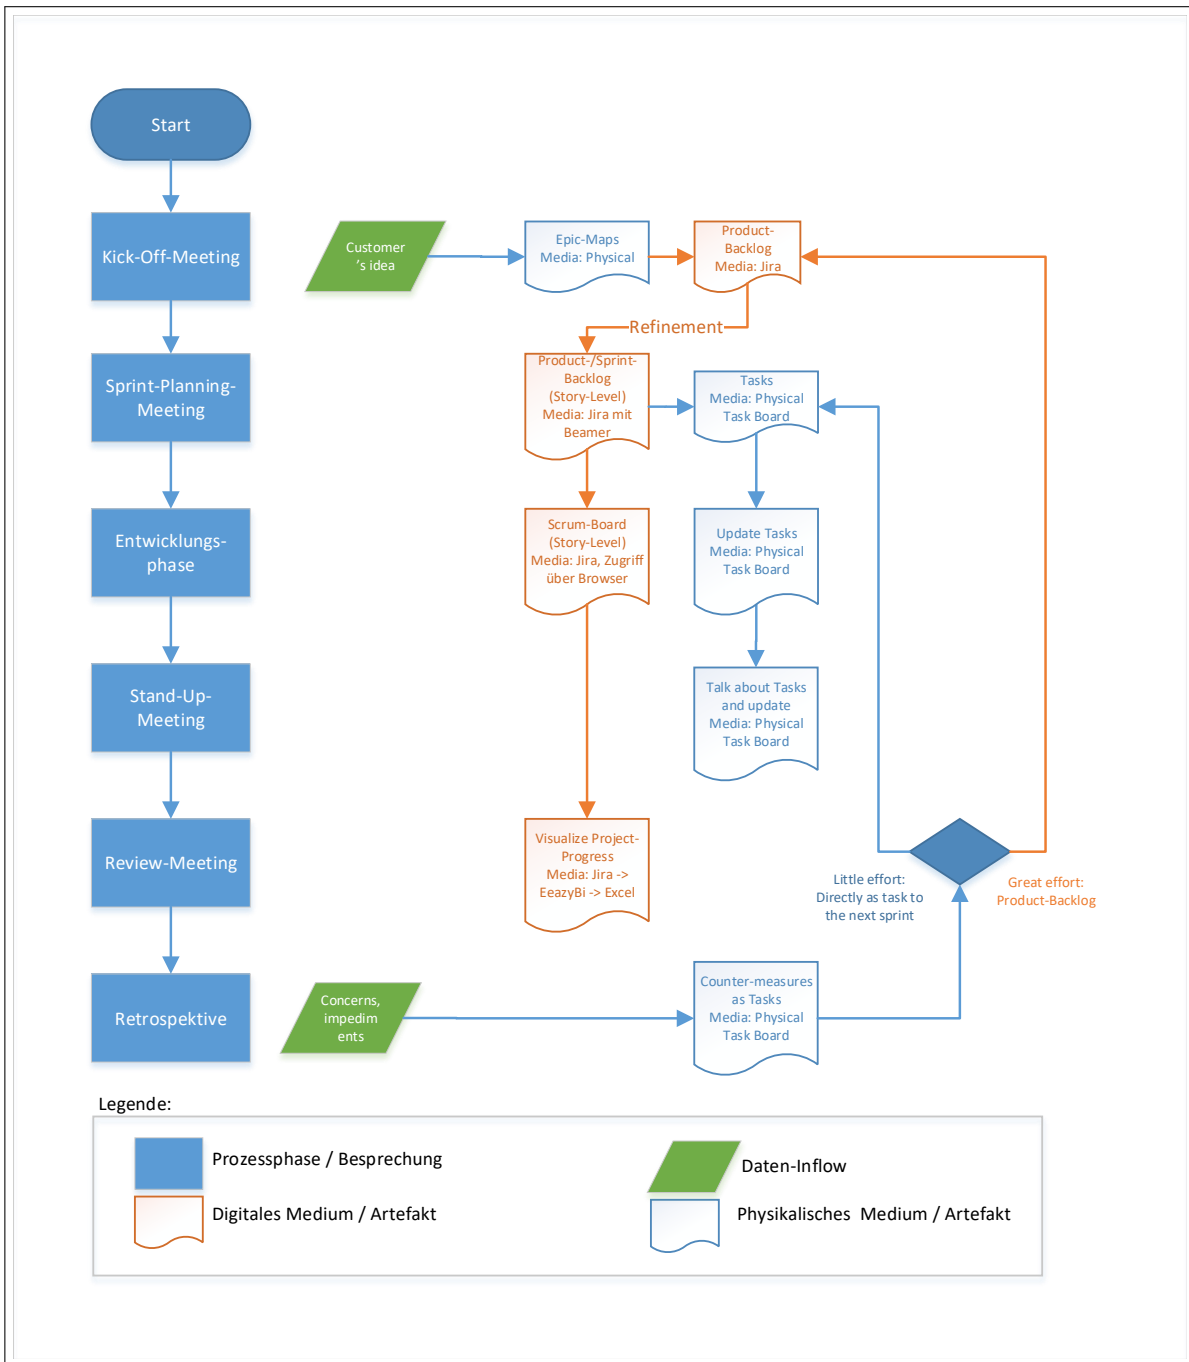 Start
Kick-Off-Meeting
Customer
's idea
Epic-Maps
Media: Physical
Product-
Backlog
Media: Jira
Refinement
Sprint-Planning-
Meeting
Product-/Sprint-
Backlog
(Story-Level)
Media: Jira mit
Beamer
Tasks
Media: Physical
Task Board
Entwicklungs-
phase
Scrum-Board
(Story-Level)
Media: Jira, Zugriff
über Browser
Update Tasks
Media: Physical
Task Board
Stand-Up-
Meeting
Talk about Tasks
and update
Media: Physical
Task Board
Review-Meeting
Visualize Project-
Progress
Media: Jira ->
EeazyBi -> Excel
Little effort:
Directly as task to
the next sprint
Great effort:
Product-Backlog
Retrospektive
Concerns,
impedim
ents
Counter-measures
as Tasks
Media: Physical
Task Board
Legende:
Prozessphase / Besprechung
Daten-Inflow
Digitales Medium / Artefakt
Physikalisches Medium / Artefakt